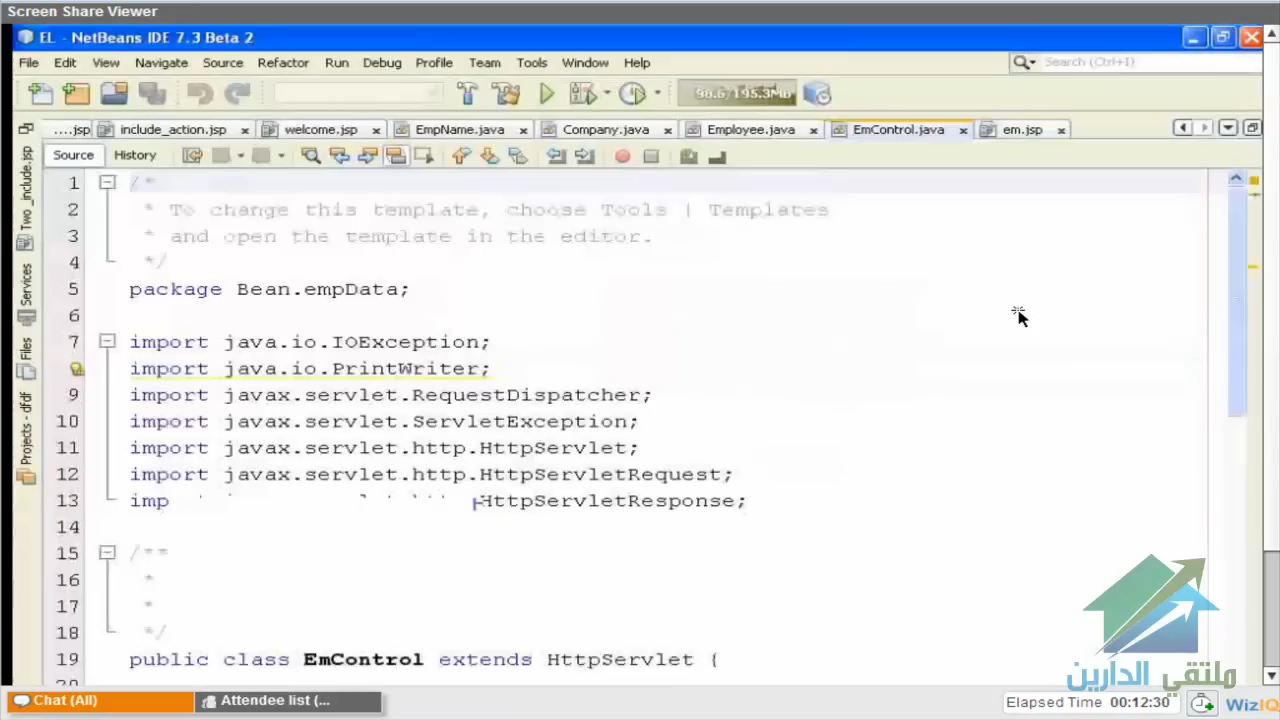 Screen Share Viewer
EL - NetBeans IDE 7.3 Beta 2
File Edit View Navigate Source Refactor Run Debug Profile Team Tools Window Help
Search (Ctrl+I)
98.6/195.3MB
....jsp include_action.jsp welcome.jsp EmpName.java Company.java Employee.java EmControl.java em.jsp
Source History
Two_include.jsp
Services
Files
Projects - dfdf
1 /*
2 * To change this template, choose Tools | Templates
3 * and open the template in the editor.
4 */
5 package Bean.empData;
6
7 import java.io.IOException;
import java.io.PrintWriter;
9 import javax.servlet.RequestDispatcher;
10 import javax.servlet.ServletException;
11 import javax.servlet.http.HttpServlet;
12 import javax.servlet.http.HttpServletRequest;
13 imp HttpServletResponse;
14
15 /**
16 *
17 *
18 */
19 public class EmControl extends HttpServlet {
ملتقي الدارين
Chat (All) Attendee list (...
Elapsed Time 00:12:30
WizIQ